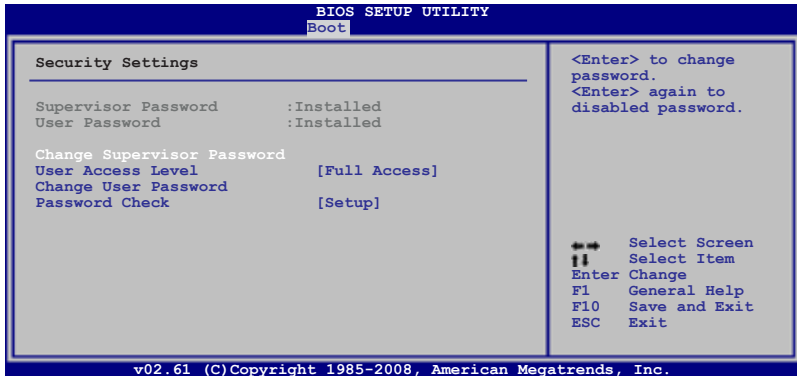 BIOS SETUP UTILITY
Boot
Security Settings
Supervisor Password :Installed
User Password :Installed
Change Supervisor Password
User Access Level [Full Access]
Change User Password
Password Check [Setup]
<Enter> to change
password.
<Enter> again to
disabled password.
Select Screen
Select Item
Enter Change
F1 General Help
F10 Save and Exit
ESC Exit
v02.61 (C)Copyright 1985-2008, American Megatrends, Inc.